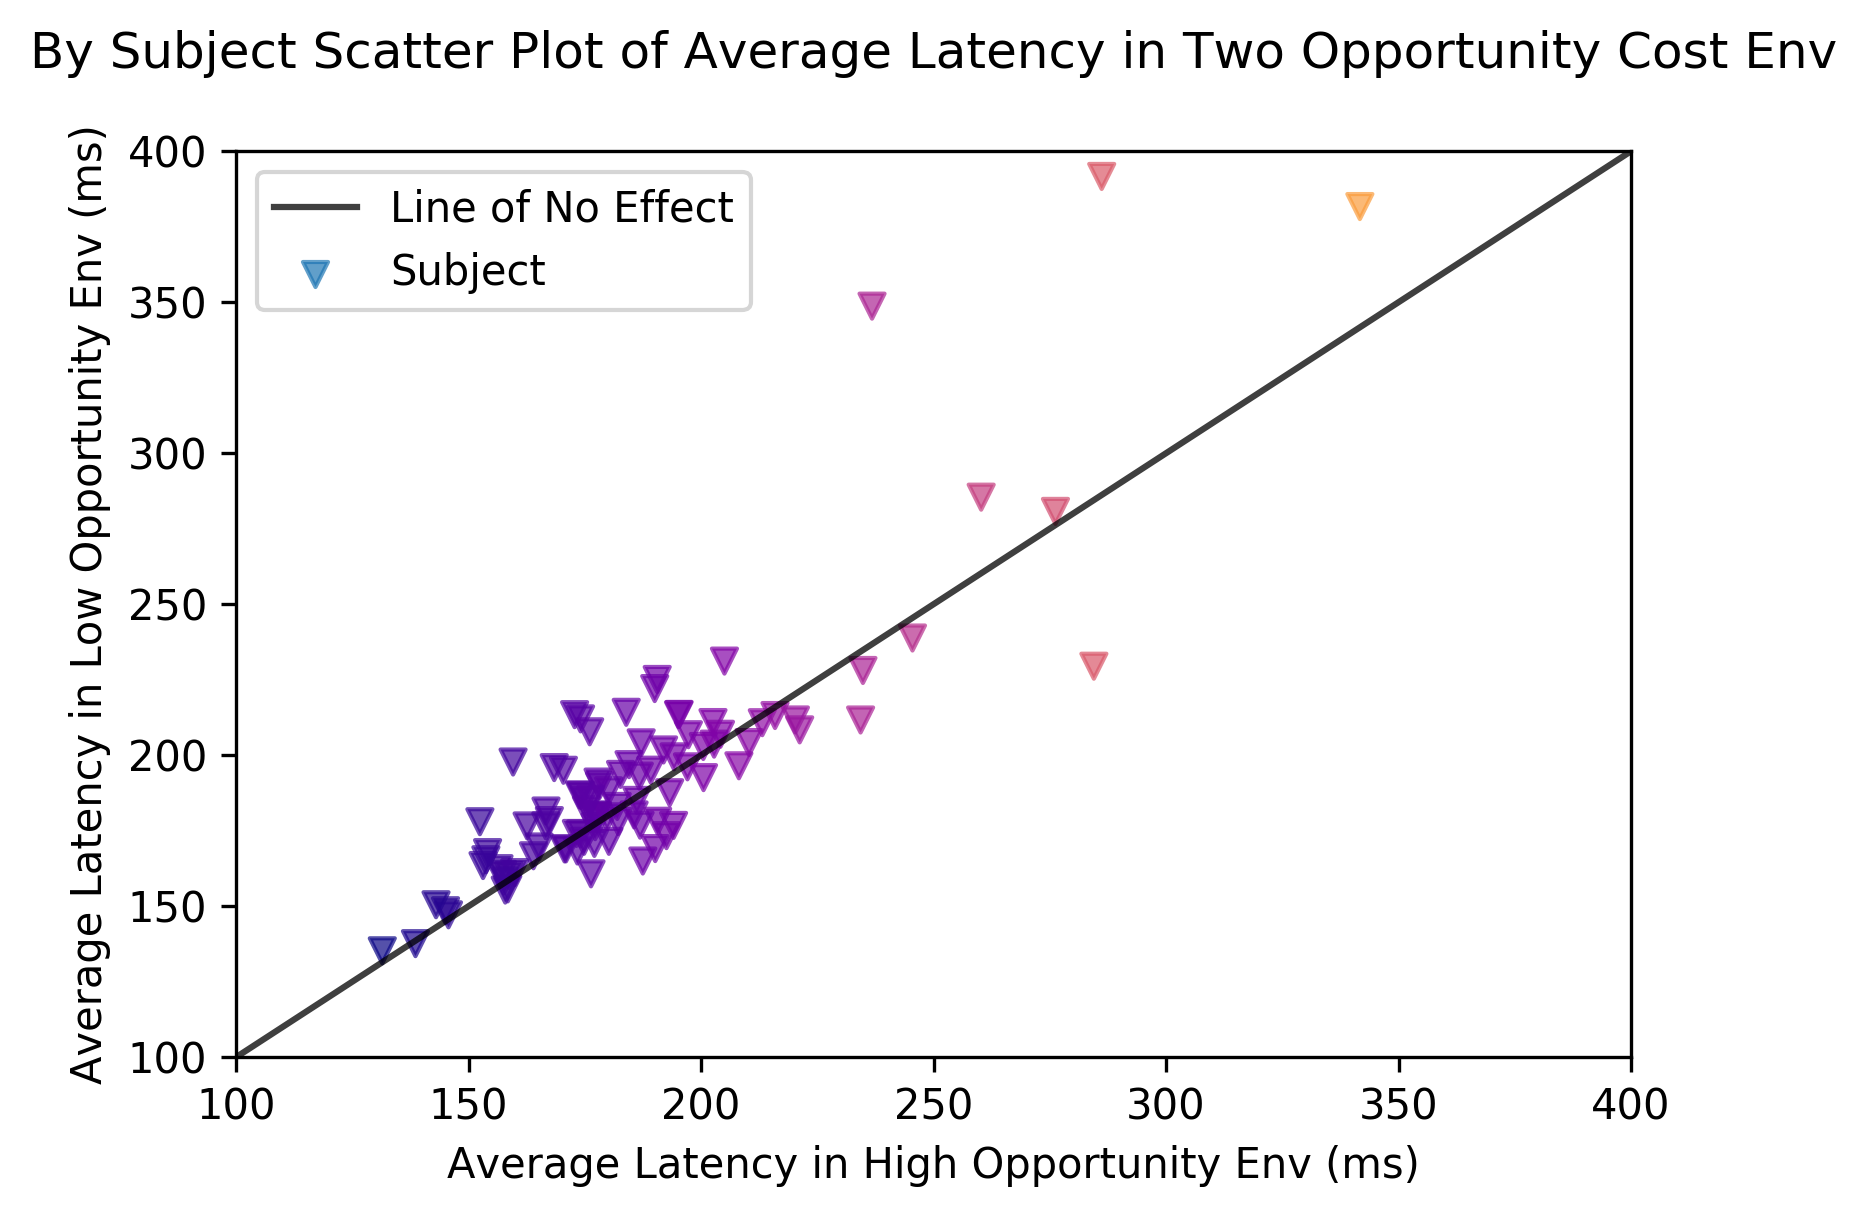 By Subject Scatter Plot of Average Latency in Two Opportunity Cost Env
Average Latency in Low Opportunity Env (ms)
400
350
300
250
200
150
100
Line of No Effect
Subject
100
150
200
250
300
350
400
Average Latency in High Opportunity Env (ms)